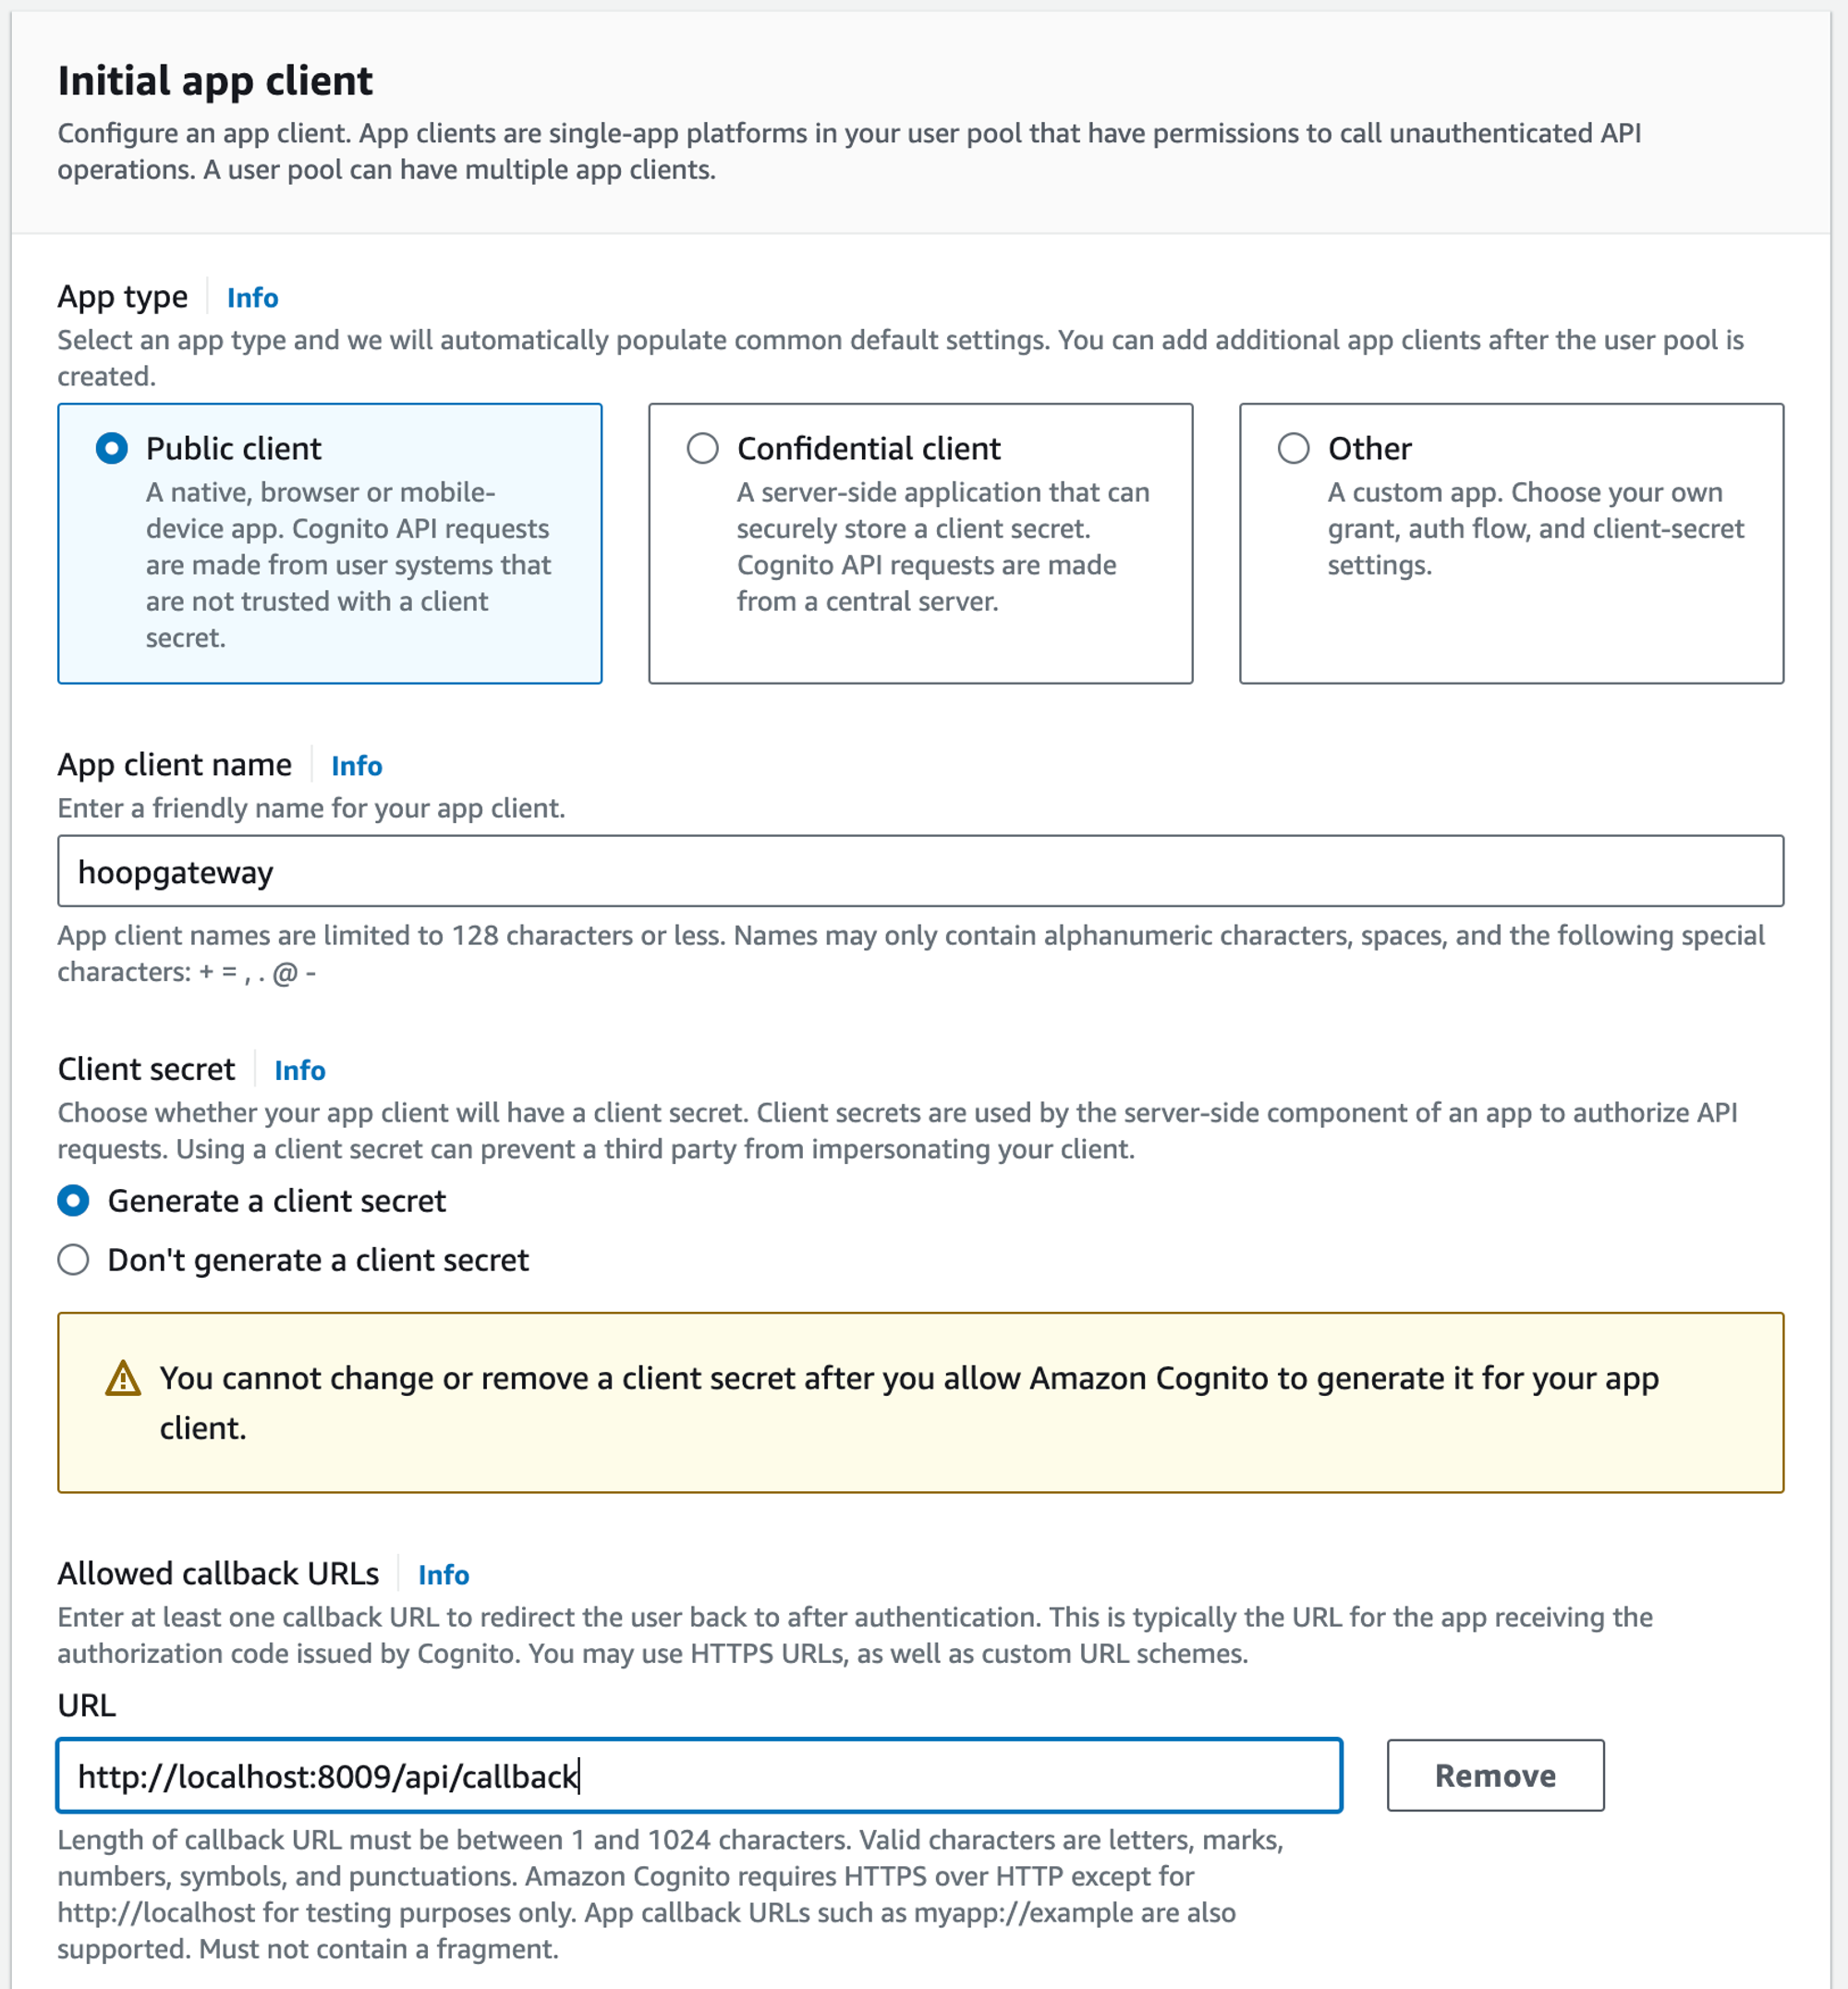 Initial app client
Configure an app client. App clients are single-app platforms in your user pool that have permissions to call unauthenticated API
operations. A user pool can have multiple app clients.
App type Info
Select an app type and we will automatically populate common default settings. You can add additional app clients after the user pool is
created.
Public client
A native, browser or mobile-
device app. Cognito API requests
are made from user systems that
are not trusted with a client
secret.
Confidential client
A server-side application that can
securely store a client secret.
Cognito API requests are made
from a central server.
Other
A custom app. Choose your own
grant, auth flow, and client-secret
settings.
App client name Info
Enter a friendly name for your app client.
hoopgateway
App client names are limited to 128 characters or less. Names may only contain alphanumeric characters, spaces, and the following special
characters: + = , . @ -
Client secret Info
Choose whether your app client will have a client secret. Client secrets are used by the server-side component of an app to authorize API
requests. Using a client secret can prevent a third party from impersonating your client.
Generate a client secret
Don't generate a client secret
You cannot change or remove a client secret after you allow Amazon Cognito to generate it for your app
client.
Allowed callback URLs Info
Enter at least one callback URL to redirect the user back to after authentication. This is typically the URL for the app receiving the
authorization code issued by Cognito. You may use HTTPS URLs, as well as custom URL schemes.
URL
http://localhost:8009/api/callback
Remove
Length of callback URL must be between 1 and 1024 characters. Valid characters are letters, marks,
numbers, symbols, and punctuations. Amazon Cognito requires HTTPS over HTTP except for
http://localhost for testing purposes only. App callback URLs such as myapp://example are also
supported. Must not contain a fragment.